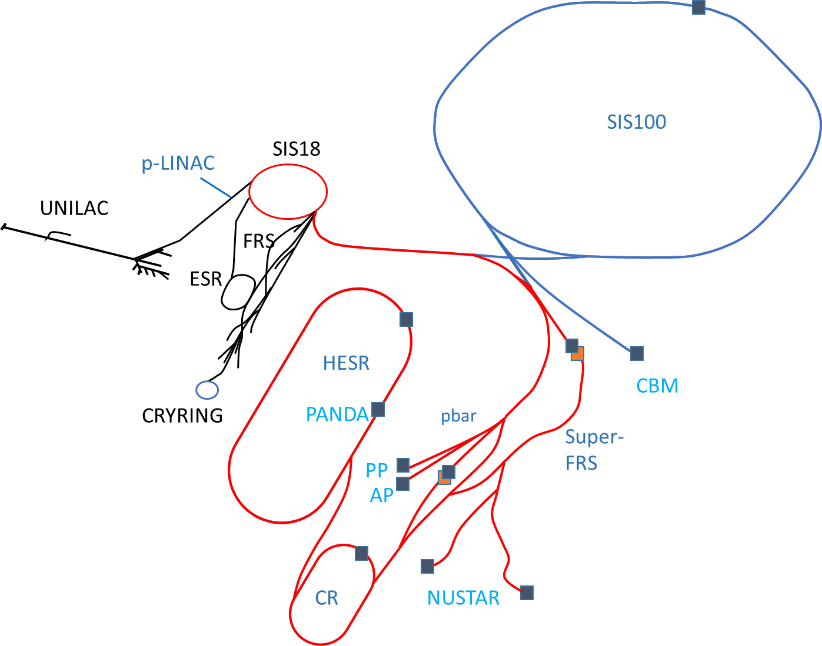 SIS100
SIS18
p-LINAC
UNILAC
FRS
ESR
HESR
CBM
CRYRING
PANDA
pbar
Super-
FRS
PP
AP
CR
NUSTAR